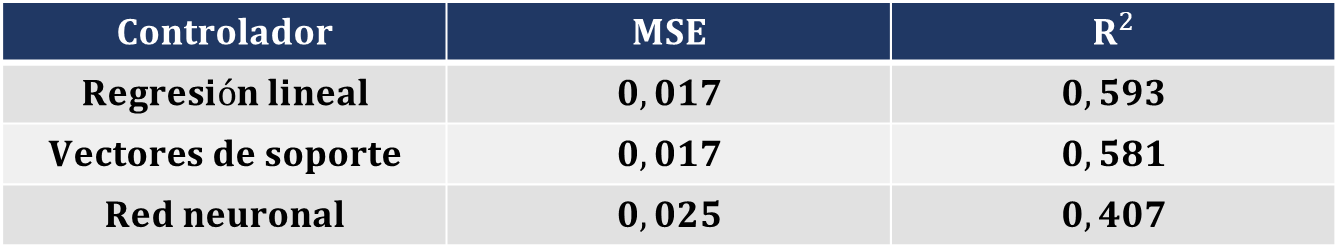 Controlador MSE R²
Regresión lineal 0,017 0,593
Vectores de soporte 0,017 0,581
Red neuronal 0,025 0,407